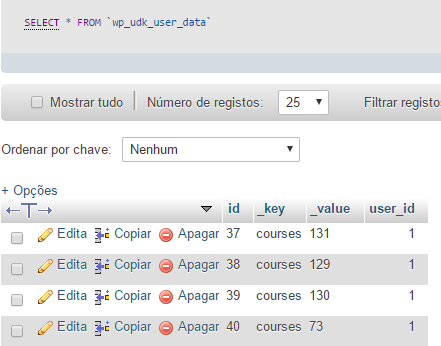 SELECT * FROM `wp_udk_user_data`
Mostrar tudo Número de registos: 25 Filtrar registo
Ordenar por chave: Nenhum
+ Opções
←T→ id _key _value user_id
Edita Copiar Apagar 37 courses 131 1
Edita Copiar Apagar 38 courses 129 1
Edita Copiar Apagar 39 courses 130 1
Edita Copiar Apagar 40 courses 73 1